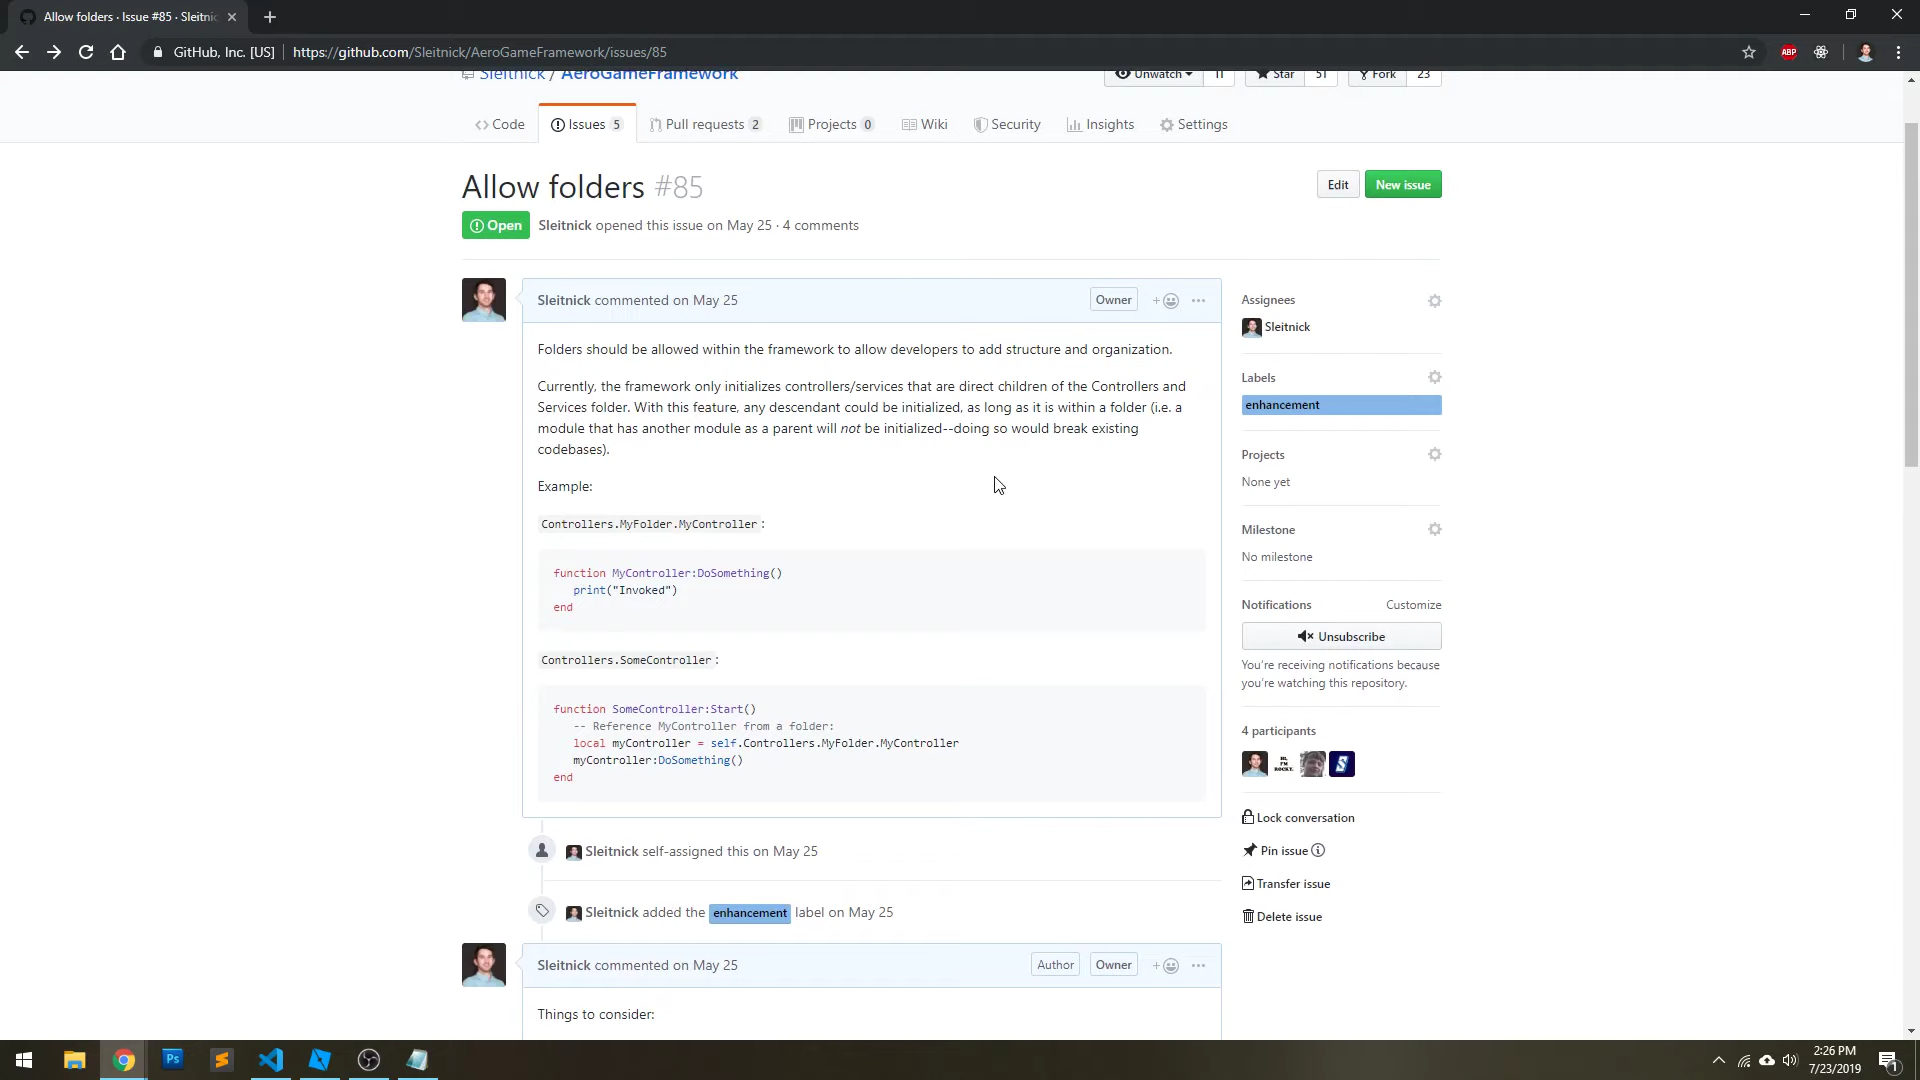 Allow folders · Issue #85 · Sleitnic
GitHub, Inc. [US] | https://github.com/Sleitnick/AeroGameFramework/issues/85
ABP
Sleitnick / AeroGameFramework
Unwatch 11 Star 51 Fork 23
Code Issues 5 Pull requests 2 Projects 0 Wiki Security Insights Settings
Allow folders #85
Edit New issue
Open Sleitnick opened this issue on May 25 · 4 comments
Sleitnick commented on May 25 Owner
Folders should be allowed within the framework to allow developers to add structure and organization.
Currently, the framework only initializes controllers/services that are direct children of the Controllers and
Services folder. With this feature, any descendant could be initialized, as long as it is within a folder (i.e. a
module that has another module as a parent will not be initialized--doing so would break existing
codebases).
Example:
Controllers.MyFolder.MyController:
function MyController:DoSomething()
print("Invoked")
end
Controllers.SomeController:
function SomeController:Start()
-- Reference MyController from a folder:
local myController = self.Controllers.MyFolder.MyController
myController:DoSomething()
end
Sleitnick self-assigned this on May 25
Sleitnick added the enhancement label on May 25
Sleitnick commented on May 25 Author Owner
Things to consider:
Assignees
Sleitnick
Labels
enhancement
Projects
None yet
Milestone
No milestone
Notifications Customize
Unsubscribe
You're receiving notifications because
you're watching this repository.
4 participants
HI,
I'M
ROCKY.
S
Lock conversation
Pin issue
Transfer issue
Delete issue
Ps
2:26 PM
7/23/2019
1